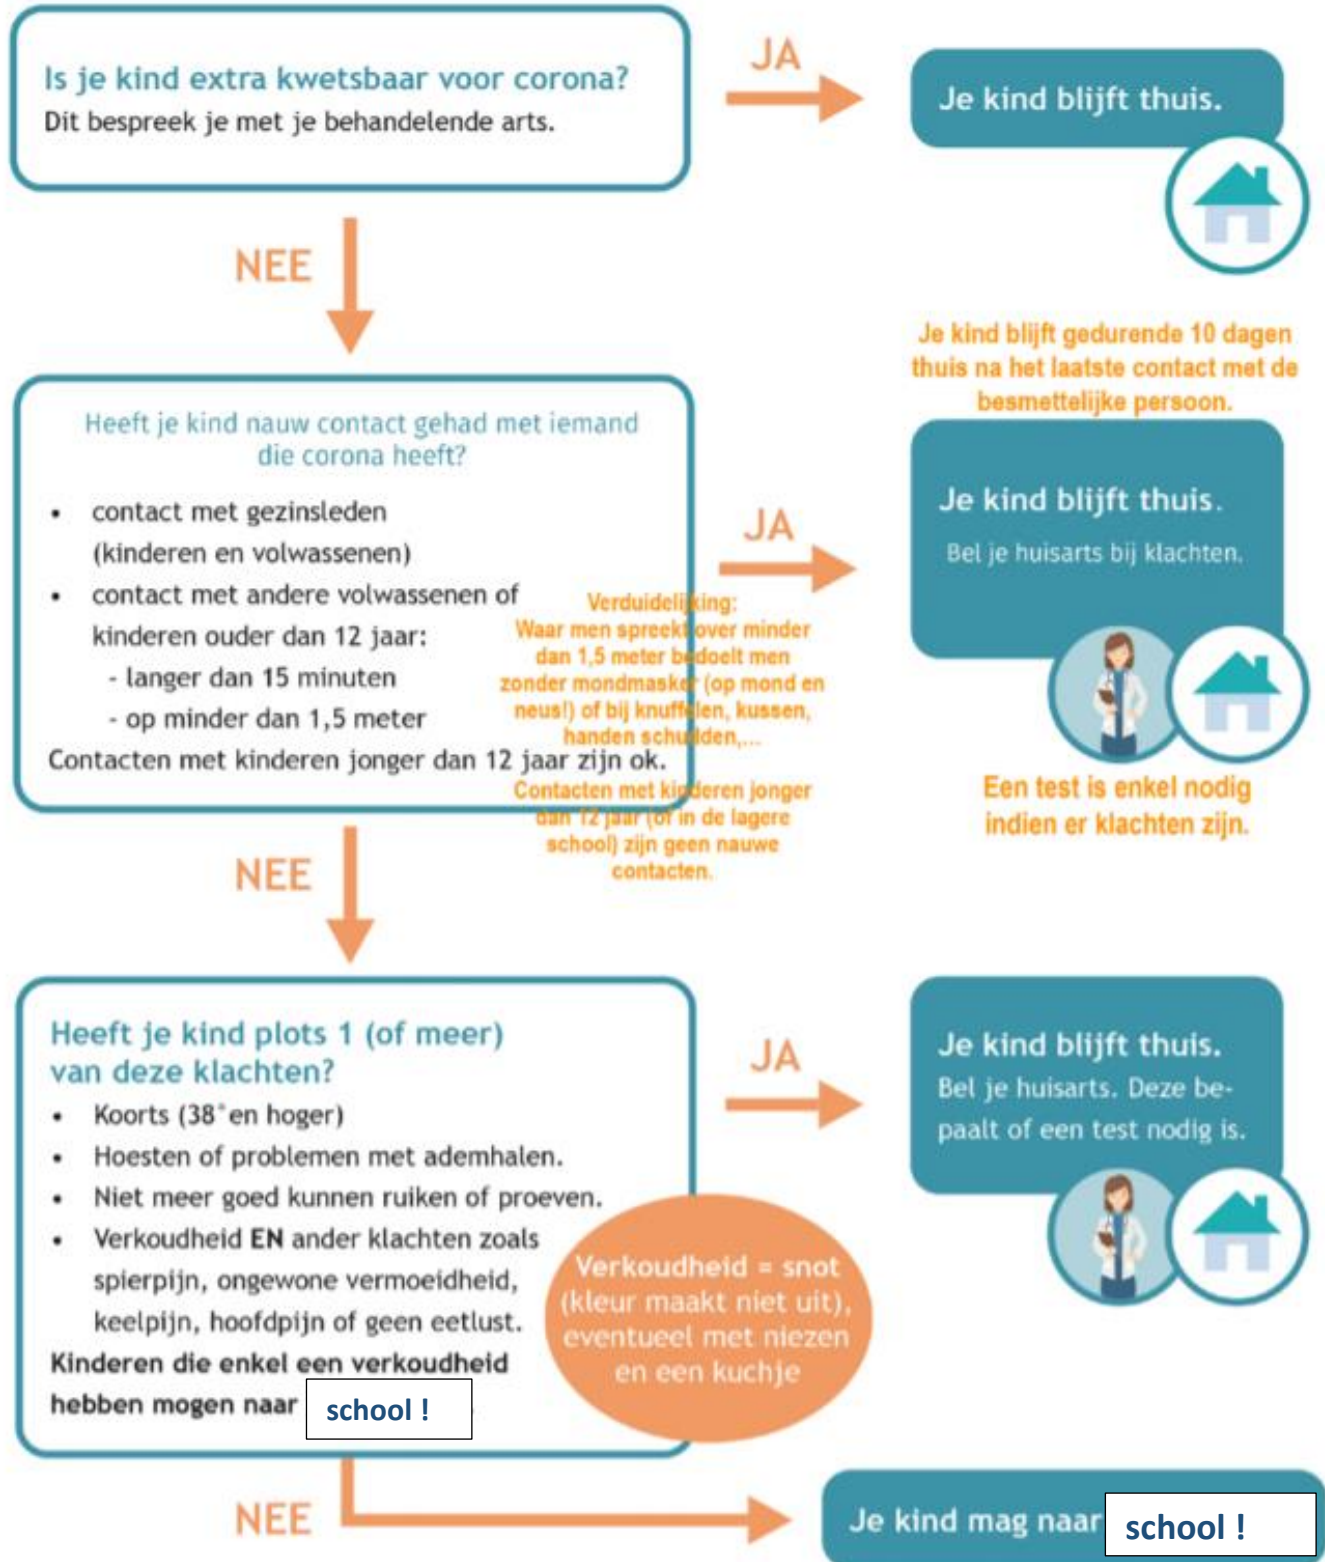 Is je kind extra kwetsbaar voor corona?
Dit bespreek je met je behandelende arts.
JA
Je kind blijft thuis.
NEE
Je kind blijft gedurende 10 dagen
thuis na het laatste contact met de
besmettelijke persoon.
Heeft je kind nauw contact gehad met iemand
die corona heeft?
• contact met gezinsleden
(kinderen en volwassenen)
• contact met andere volwassenen of
kinderen ouder dan 12 jaar:
- langer dan 15 minuten
- op minder dan 1,5 meter
Contacten met kinderen jonger dan 12 jaar zijn ok.
Verduidelijking:
Waar men spreekt over minder
dan 1,5 meter bedoelt men
zonder mondmasker (op mond en
neus!) of bij knuffelen, kussen,
handen schudden,...
Contacten met kinderen jonger
dan 12 jaar (of in de lagere
school) zijn geen nauwe
contacten.
JA
Je kind blijft thuis.
Bel je huisarts bij klachten.
Een test is enkel nodig
indien er klachten zijn.
NEE
Heeft je kind plots 1 (of meer)
van deze klachten?
• Koorts (38° en hoger)
• Hoesten of problemen met ademhalen.
• Niet meer goed kunnen ruiken of proeven.
• Verkoudheid EN ander klachten zoals
spierpijn, ongewone vermoeidheid,
keelpijn, hoofdpijn of geen eetlust.
Kinderen die enkel een verkoudheid
hebben mogen naar school !
Verkoudheid = snot
(kleur maakt niet uit),
eventueel met niezen
en een kuchje
JA
Je kind blijft thuis.
Bel je huisarts. Deze be-
paalt of een test nodig is.
NEE
Je kind mag naar school !